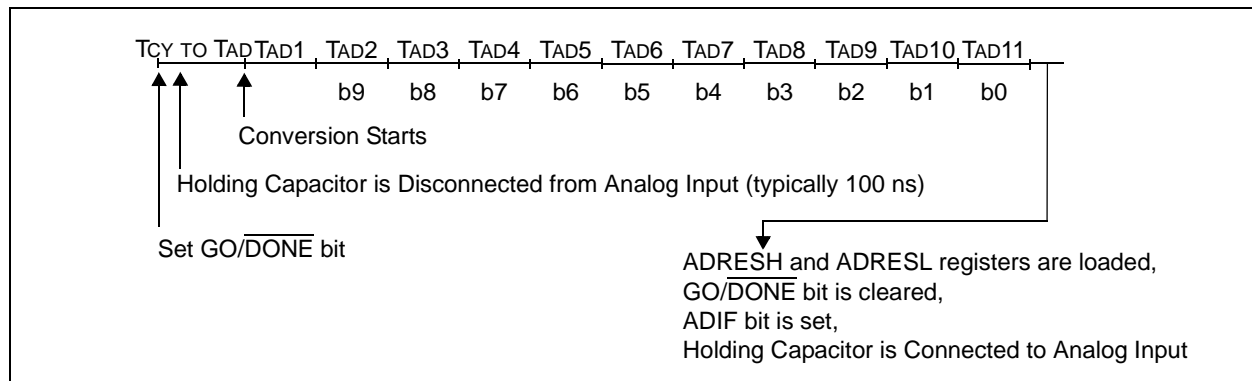 TCY TO TAD TAD1 TAD2 TAD3 TAD4 TAD5 TAD6 TAD7 TAD8 TAD9 TAD10 TAD11
b9 b8 b7 b6 b5 b4 b3 b2 b1 b0
Conversion Starts
Holding Capacitor is Disconnected from Analog Input (typically 100 ns)
Set GO/DONE bit
ADRESH and ADRESL registers are loaded,
GO/DONE bit is cleared,
ADIF bit is set,
Holding Capacitor is Connected to Analog Input